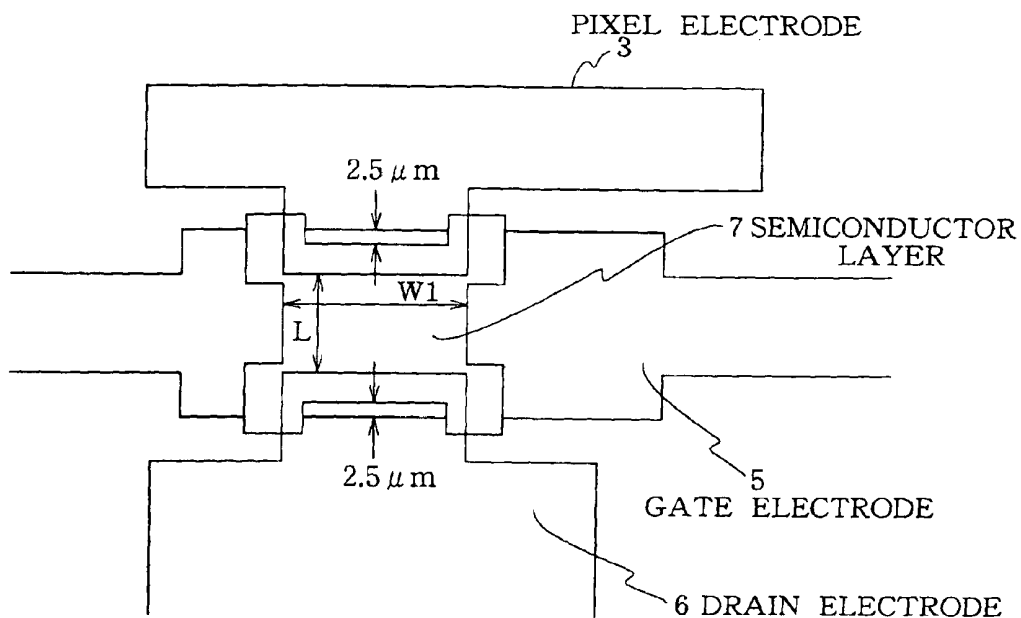 PIXEL ELECTRODE
3
2.5 μm
7 SEMICONDUCTOR
LAYER
W1
L
2.5 μm
5
GATE ELECTRODE
6 DRAIN ELECTRODE